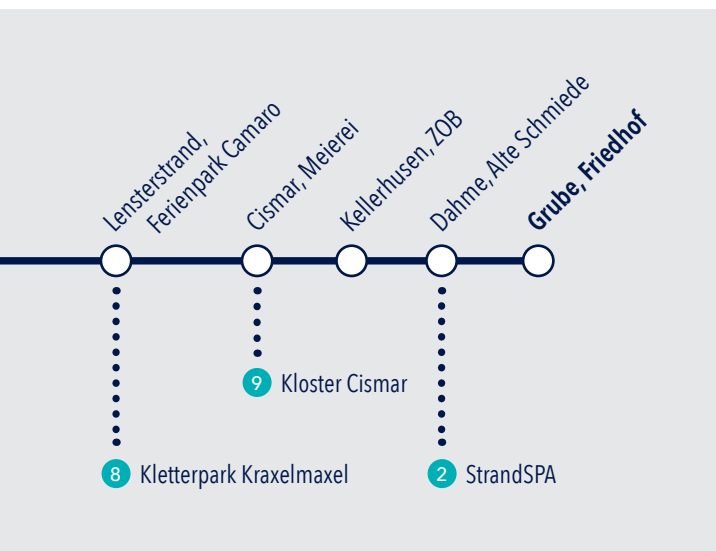 Lensterstrand,
Ferienpark Camaro
Cismar, Meierei
Kellerhusen, ZOB
Dahme, Alte Schmiede
Grube, Friedhof
9 Kloster Cismar
8 Kletterpark Kraxelmaxel
2 StrandSPA